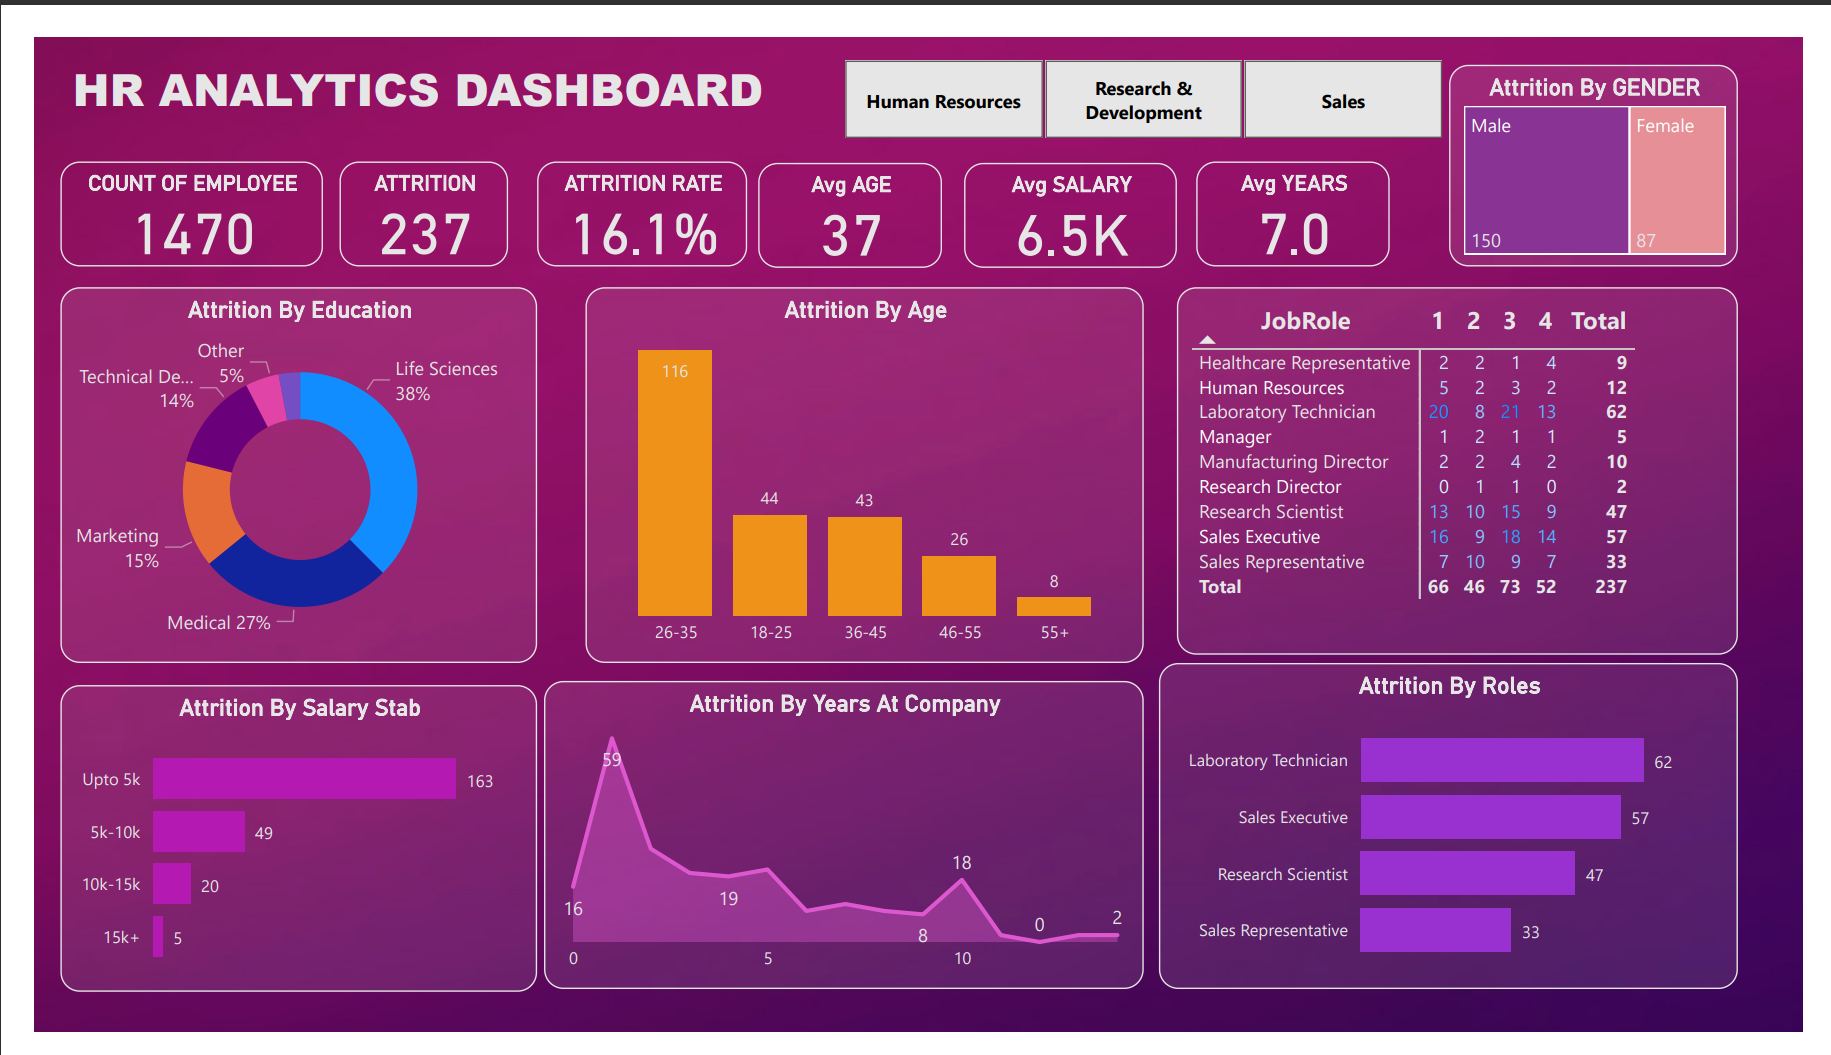 HR ANALYTICS DASHBOARD
Human Resources
Research &
Development
Sales
Attrition By GENDER
Male
Female
150
87
COUNT OF EMPLOYEE
1470
ATTRITION
237
ATTRITION RATE
16.1%
Avg AGE
37
Avg SALARY
6.5K
Avg YEARS
7.0
Attrition By Education
Other
5%
Life Sciences
38%
Technical De...
14%
Marketing
15%
Medical 27%
Attrition By Age
116
44
43
26
8
26-35
18-25
36-45
46-55
55+
JobRole 1 2 3 4 Total
Healthcare Representative 2 2 1 4 9
Human Resources 5 2 3 2 12
Laboratory Technician 20 8 21 13 62
Manager 1 2 1 1 5
Manufacturing Director 2 2 4 2 10
Research Director 0 1 1 0 2
Research Scientist 13 10 15 9 47
Sales Executive 16 9 18 14 57
Sales Representative 7 10 9 7 33
Total 66 46 73 52 237
Attrition By Salary Stab
Upto 5k 163
5k-10k 49
10k-15k 20
15k+ 5
Attrition By Years At Company
59
16
19
8
18
0
2
0
5
10
Attrition By Roles
Laboratory Technician 62
Sales Executive 57
Research Scientist 47
Sales Representative 33